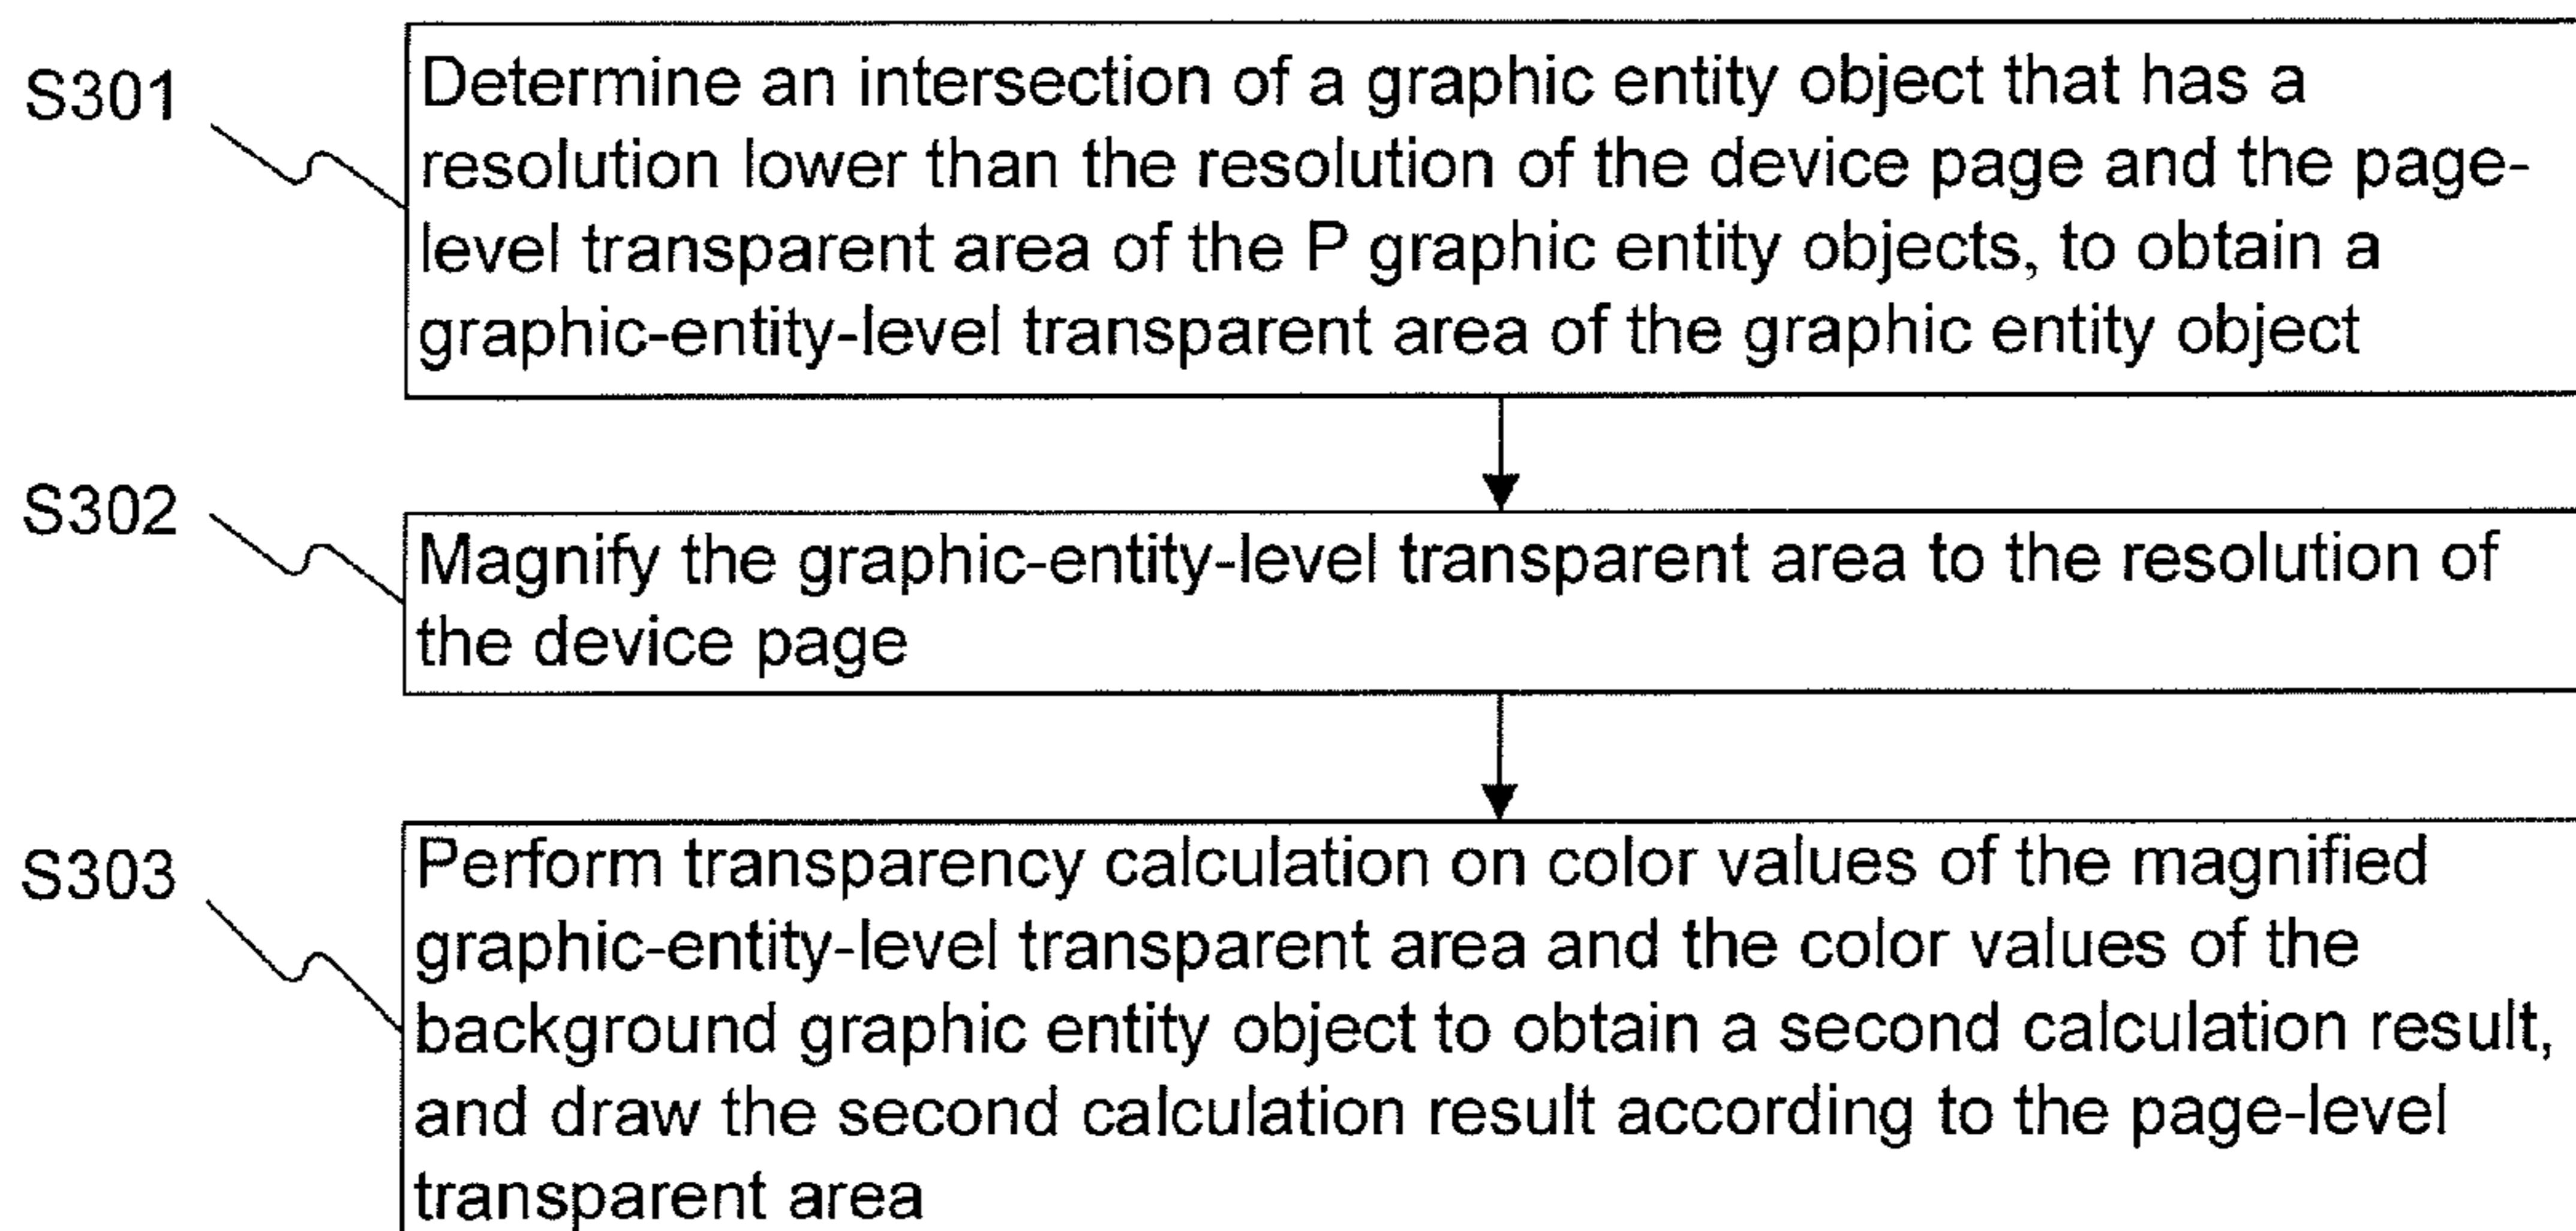 S301
Determine an intersection of a graphic entity object that has a
resolution lower than the resolution of the device page and the page-
level transparent area of the P graphic entity objects, to obtain a
graphic-entity-level transparent area of the graphic entity object
S302
Magnify the graphic-entity-level transparent area to the resolution of
the device page
S303
Perform transparency calculation on color values of the magnified
graphic-entity-level transparent area and the color values of the
background graphic entity object to obtain a second calculation result,
and draw the second calculation result according to the page-level
transparent area